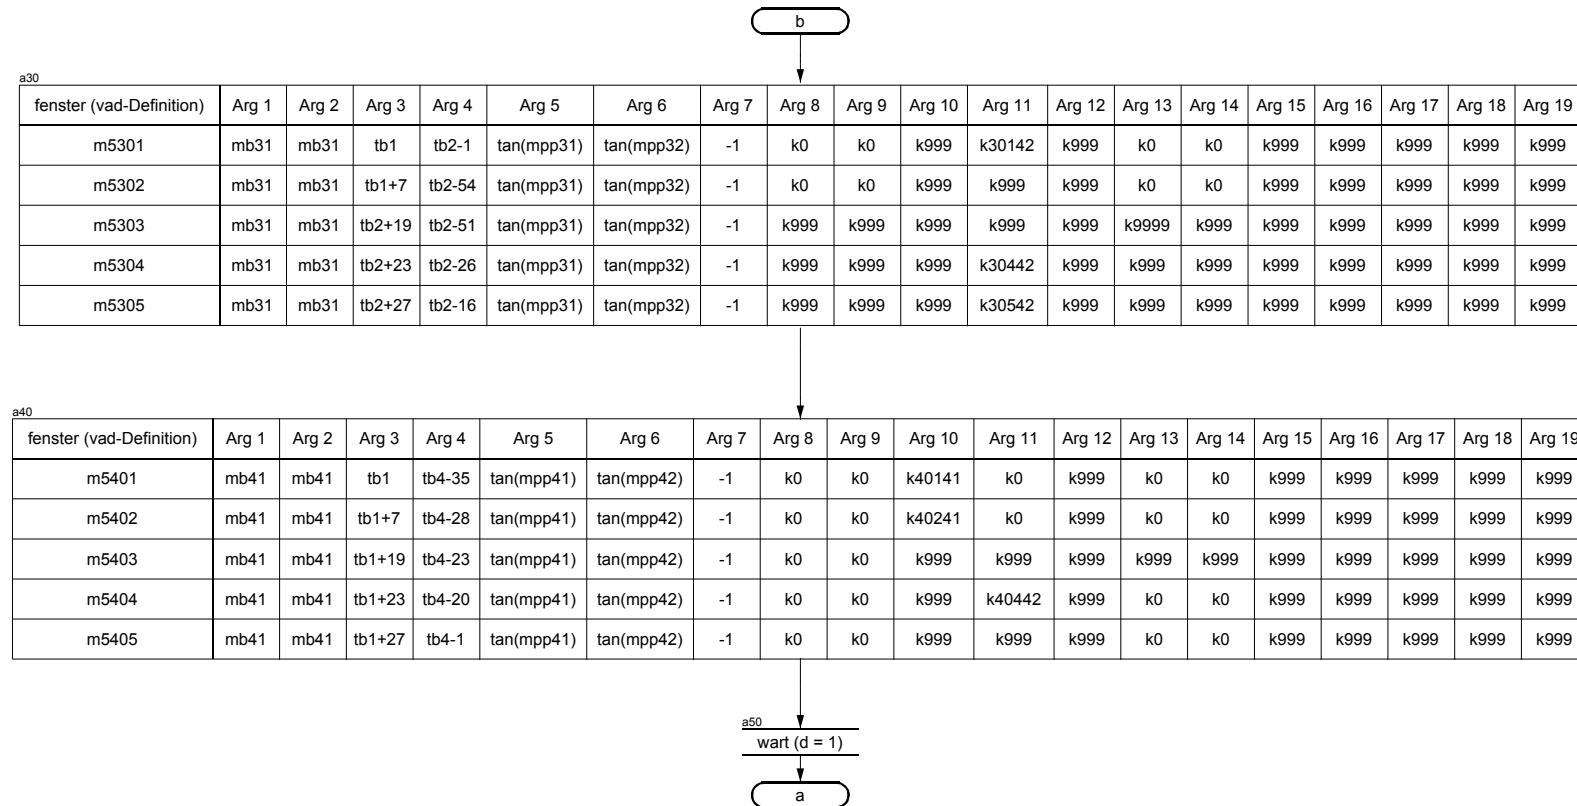 b
a30
fenster (vad-Definition) Arg 1 Arg 2 Arg 3 Arg 4 Arg 5 Arg 6 Arg 7 Arg 8 Arg 9 Arg 10 Arg 11 Arg 12 Arg 13 Arg 14 Arg 15 Arg 16 Arg 17 Arg 18 Arg 19
m5301 mb31 mb31 tb1 tb2-1 tan(mpp31) tan(mpp32) -1 k0 k0 k999 k30142 k999 k0 k0 k999 k999 k999 k999 k999
m5302 mb31 mb31 tb1+7 tb2-54 tan(mpp31) tan(mpp32) -1 k0 k0 k999 k999 k999 k0 k0 k999 k999 k999 k999 k999
m5303 mb31 mb31 tb2+19 tb2-51 tan(mpp31) tan(mpp32) -1 k999 k999 k999 k999 k999 k9999 k999 k999 k999 k999 k999 k999
m5304 mb31 mb31 tb2+23 tb2-26 tan(mpp31) tan(mpp32) -1 k999 k999 k999 k30442 k999 k999 k999 k999 k999 k999 k999 k999
m5305 mb31 mb31 tb2+27 tb2-16 tan(mpp31) tan(mpp32) -1 k999 k999 k999 k30542 k999 k999 k999 k999 k999 k999 k999 k999
a40
fenster (vad-Definition) Arg 1 Arg 2 Arg 3 Arg 4 Arg 5 Arg 6 Arg 7 Arg 8 Arg 9 Arg 10 Arg 11 Arg 12 Arg 13 Arg 14 Arg 15 Arg 16 Arg 17 Arg 18 Arg 19
m5401 mb41 mb41 tb1 tb4-35 tan(mpp41) tan(mpp42) -1 k0 k0 k40141 k0 k999 k0 k0 k999 k999 k999 k999 k999
m5402 mb41 mb41 tb1+7 tb4-28 tan(mpp41) tan(mpp42) -1 k0 k0 k40241 k0 k999 k0 k0 k999 k999 k999 k999 k999
m5403 mb41 mb41 tb1+19 tb4-23 tan(mpp41) tan(mpp42) -1 k0 k0 k999 k999 k999 k999 k999 k999 k999 k999 k999 k999
m5404 mb41 mb41 tb1+23 tb4-20 tan(mpp41) tan(mpp42) -1 k0 k0 k999 k40442 k999 k0 k0 k999 k999 k999 k999 k999
m5405 mb41 mb41 tb1+27 tb4-1 tan(mpp41) tan(mpp42) -1 k0 k0 k999 k999 k999 k0 k0 k999 k999 k999 k999 k999
a50
wart (d = 1)
a